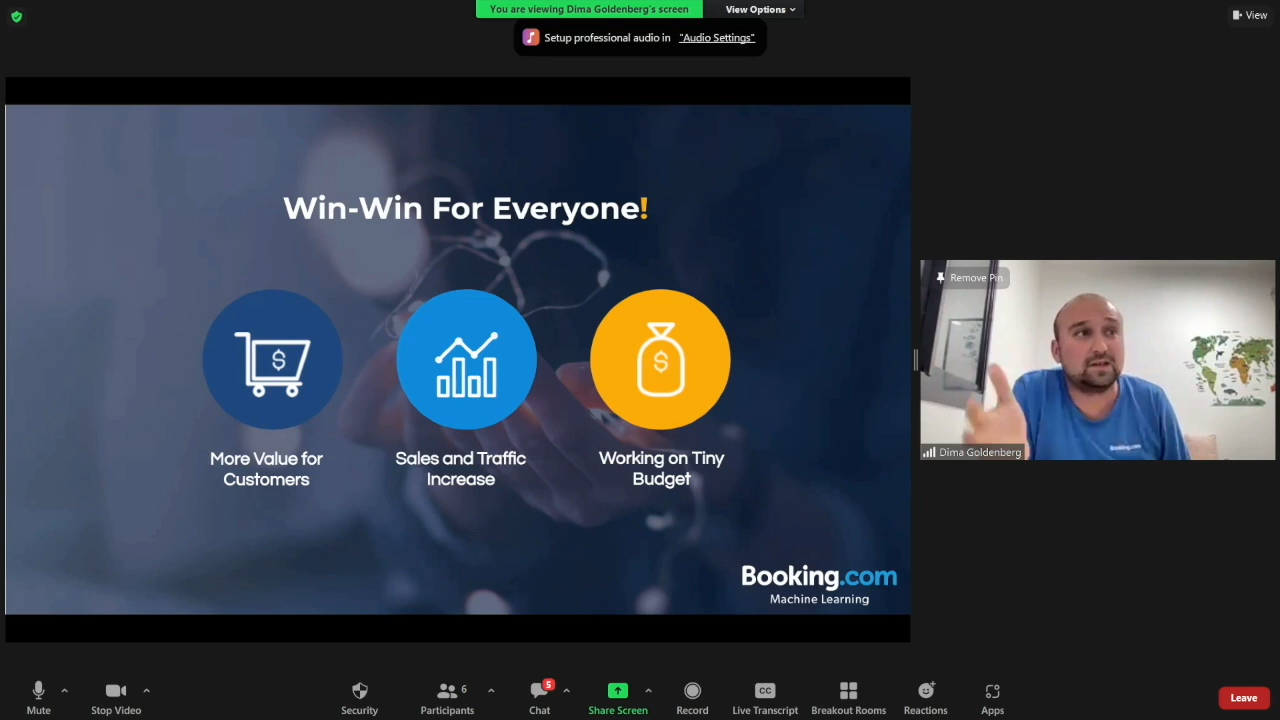 You are viewing Dima Goldenberg's screen
View Options
View
Setup professional audio in "Audio Settings"
Win-Win For Everyone!
More Value for
Customers
Sales and Traffic
Increase
Working on Tiny
Budget
Booking.com
Machine Learning
Remove Pin
Booking.com
Dima Goldenberg
Mute
Stop Video
Security
Participants
6
Chat
5
Share Screen
Record
CC
Live Transcript
Breakout Rooms
Reactions
Apps
Leave